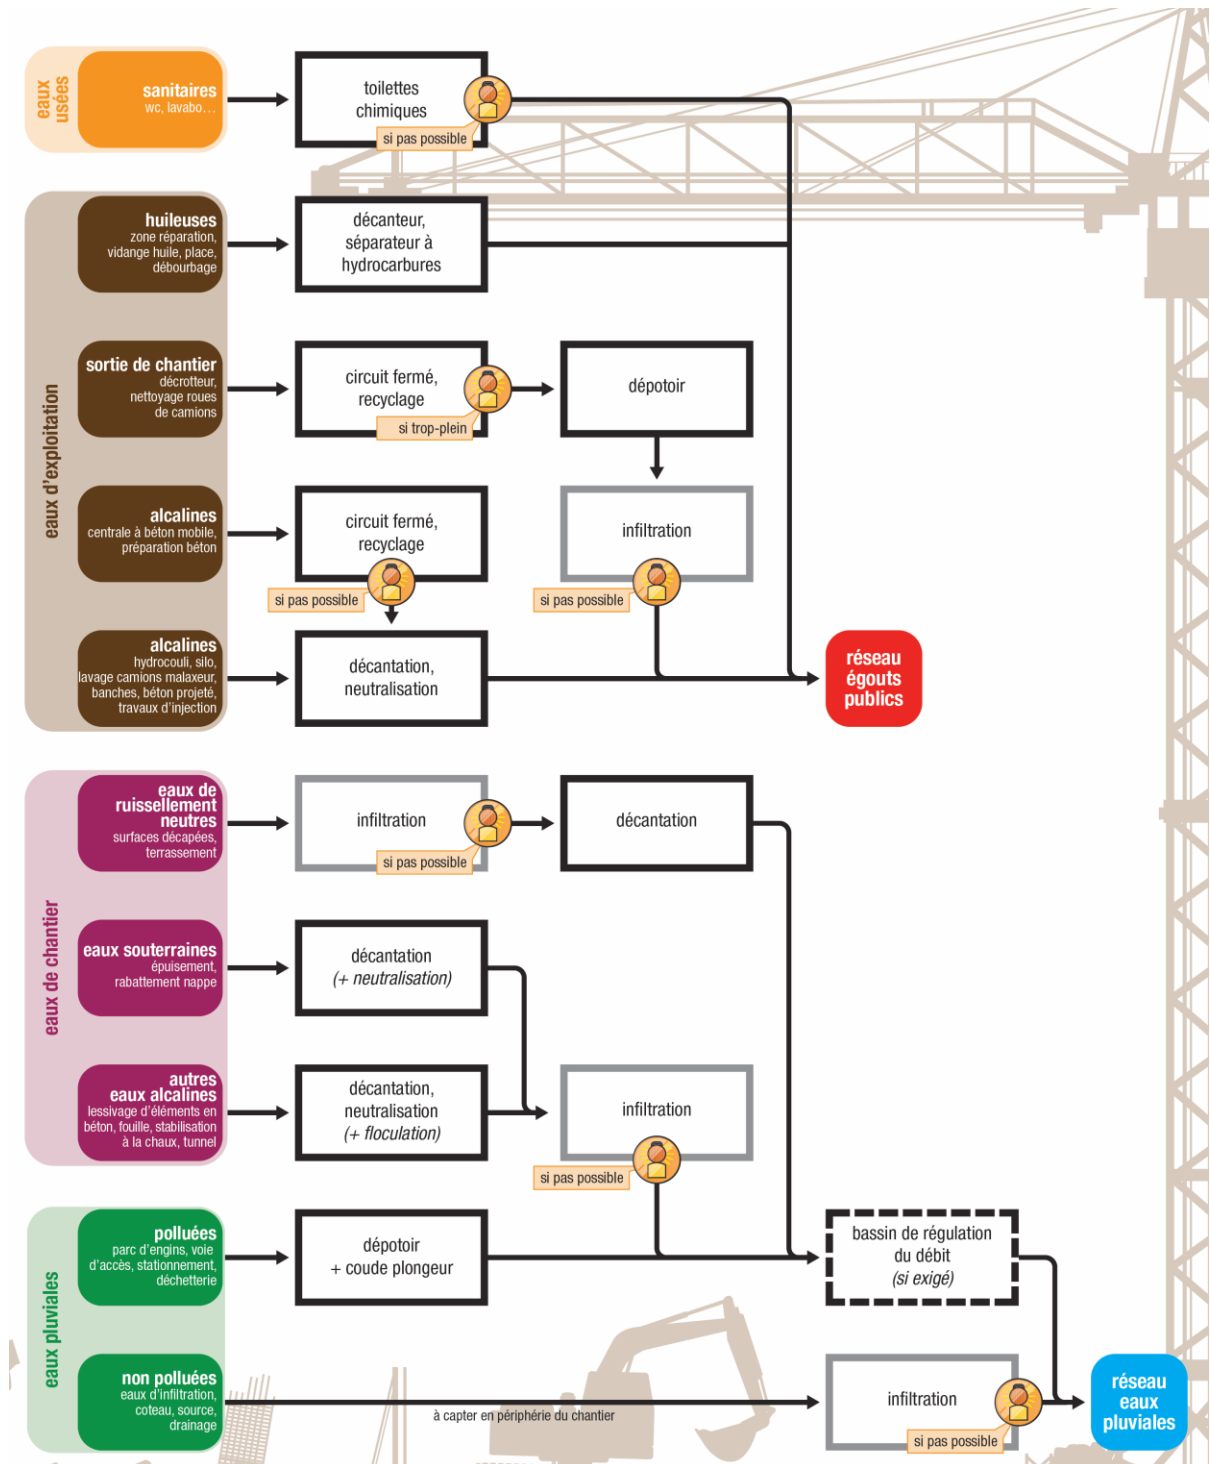 eaux
usées
sanitaires
wc, lavabo...
toilettes
chimiques
si pas possible
eaux d'exploitation
huileuses
zone réparation,
vidange huile, place,
débourbage
décanteur,
séparateur à
hydrocarbures
sortie de chantier
décrotteur,
nettoyage roues
de camions
circuit fermé,
recyclage
si trop-plein
dépotoir
alcalines
centrale à béton mobile,
préparation béton
circuit fermé,
recyclage
si pas possible
infiltration
si pas possible
alcalines
hydrocouli, silo,
lavage camions malaxeur,
banches, béton projeté,
travaux d'injection
décantation,
neutralisation
réseau
égouts
publics
eaux de chantier
eaux de
ruissellement
neutres
surfaces décapées,
terrassement
infiltration
si pas possible
décantation
eaux souterraines
épuisement,
rabattement nappe
décantation
(+ neutralisation)
autres
eaux alcalines
lessivage d'éléments en
béton, fouille, stabilisation
à la chaux, tunnel
décantation,
neutralisation
(+ floculation)
infiltration
si pas possible
eaux pluviales
polluées
parc d'engins, voie
d'accès, stationnement,
déchetterie
dépotoir
+ coude plongeur
bassin de régulation
du débit
(si exigé)
non polluées
eaux d'infiltration,
coteau, source,
drainage
à capter en périphérie du chantier
infiltration
si pas possible
réseau
eaux
pluviales